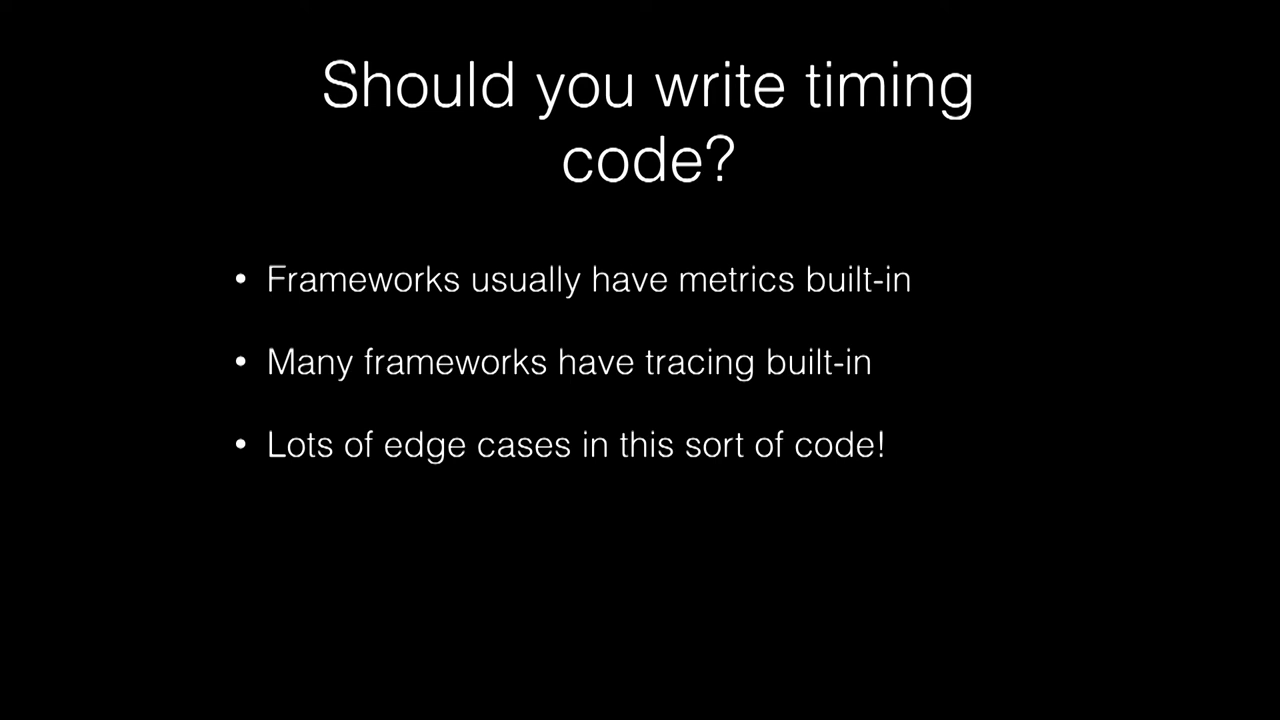 Should you write timing
code?
• Frameworks usually have metrics built-in
• Many frameworks have tracing built-in
• Lots of edge cases in this sort of code!